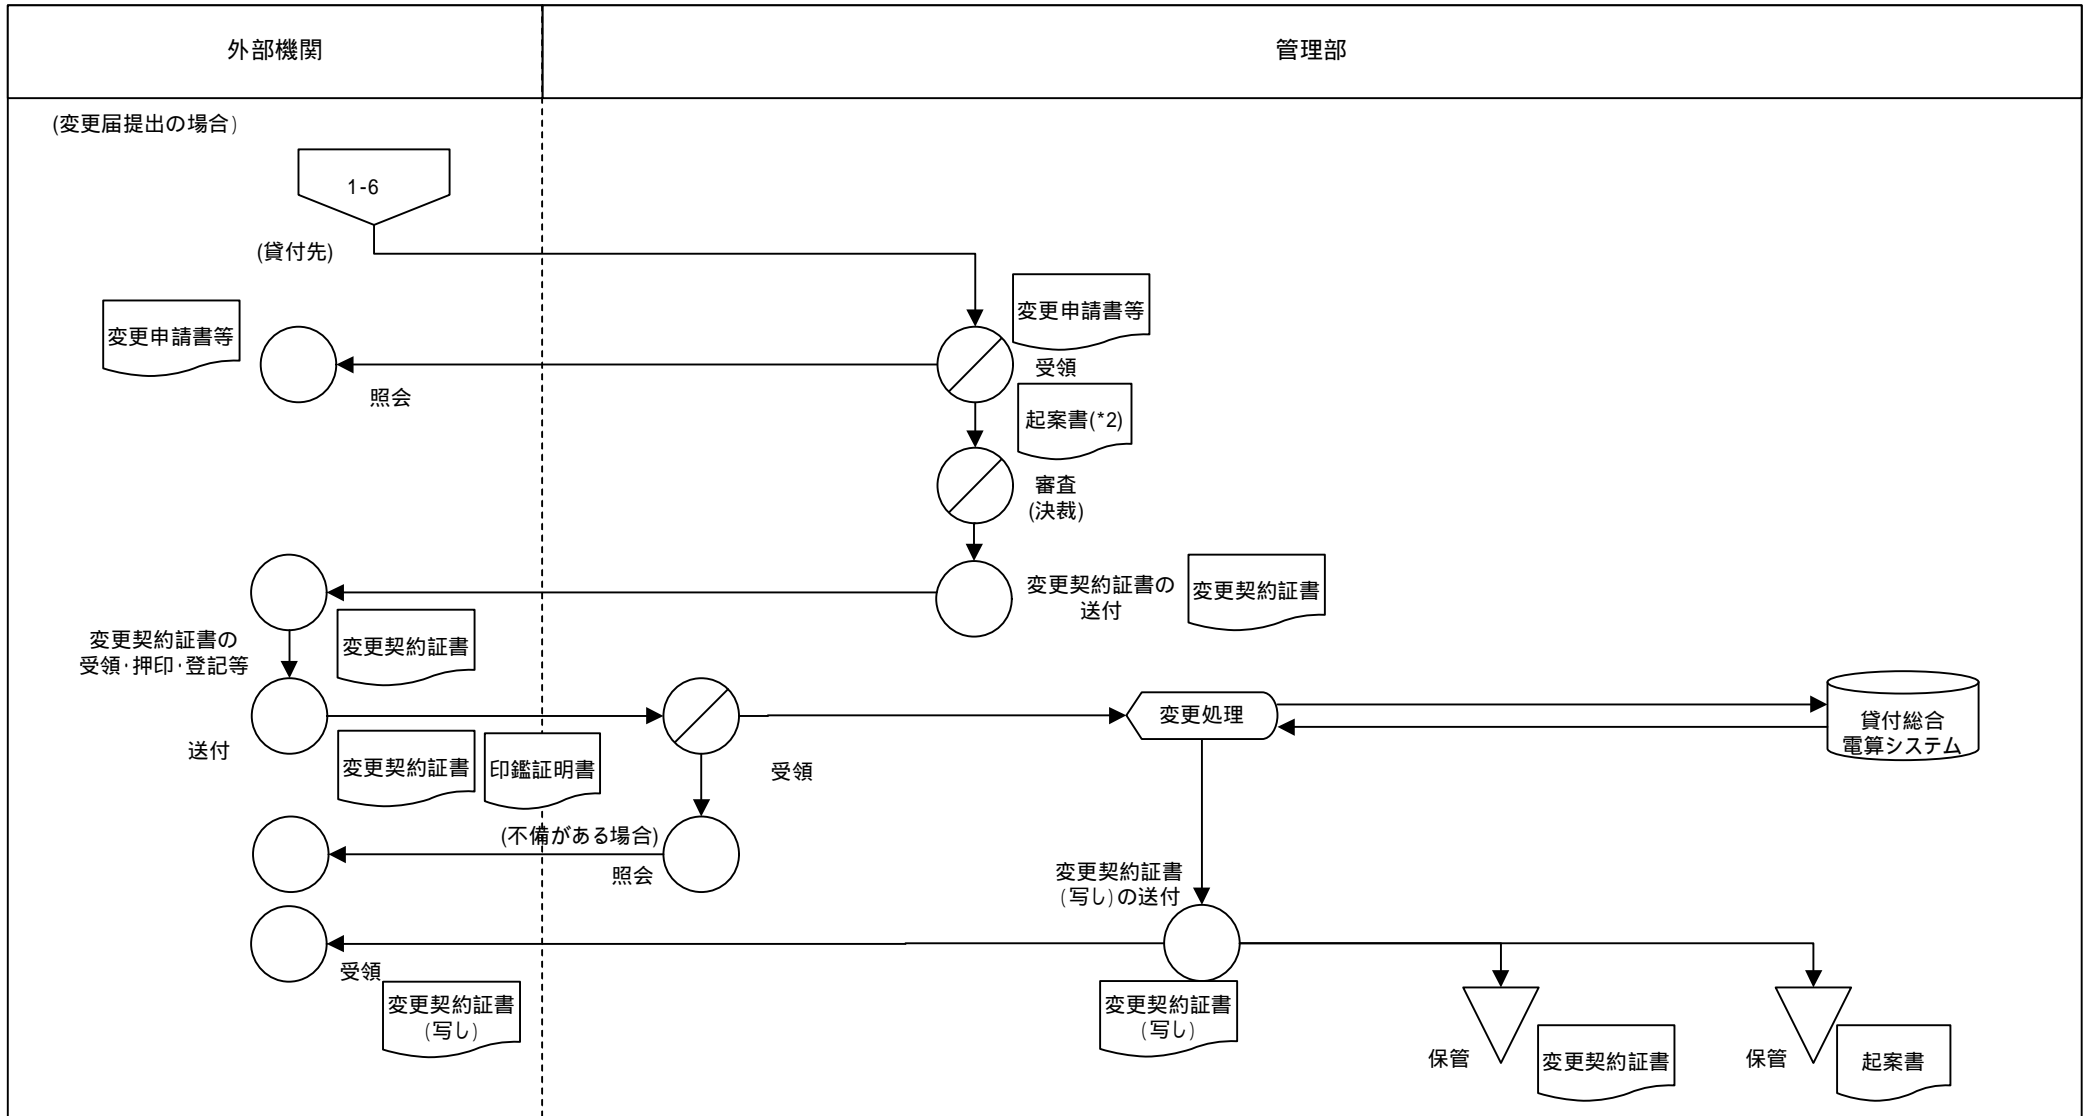 外部機関
管理部
(変更届提出の場合)
1-6
(貸付先)
変更申請書等
変更申請書等
受領
照会
起案書(*2)
審査
(決裁)
変更契約証書の
送付
変更契約証書
変更契約証書の
受領・押印・登記等
変更契約証書
送付
変更契約証書
印鑑証明書
受領
変更処理
貸付総合
電算システム
(不備がある場合)
照会
変更契約証書
(写し)の送付
受領
変更契約証書
(写し)
変更契約証書
(写し)
保管
変更契約証書
保管
起案書